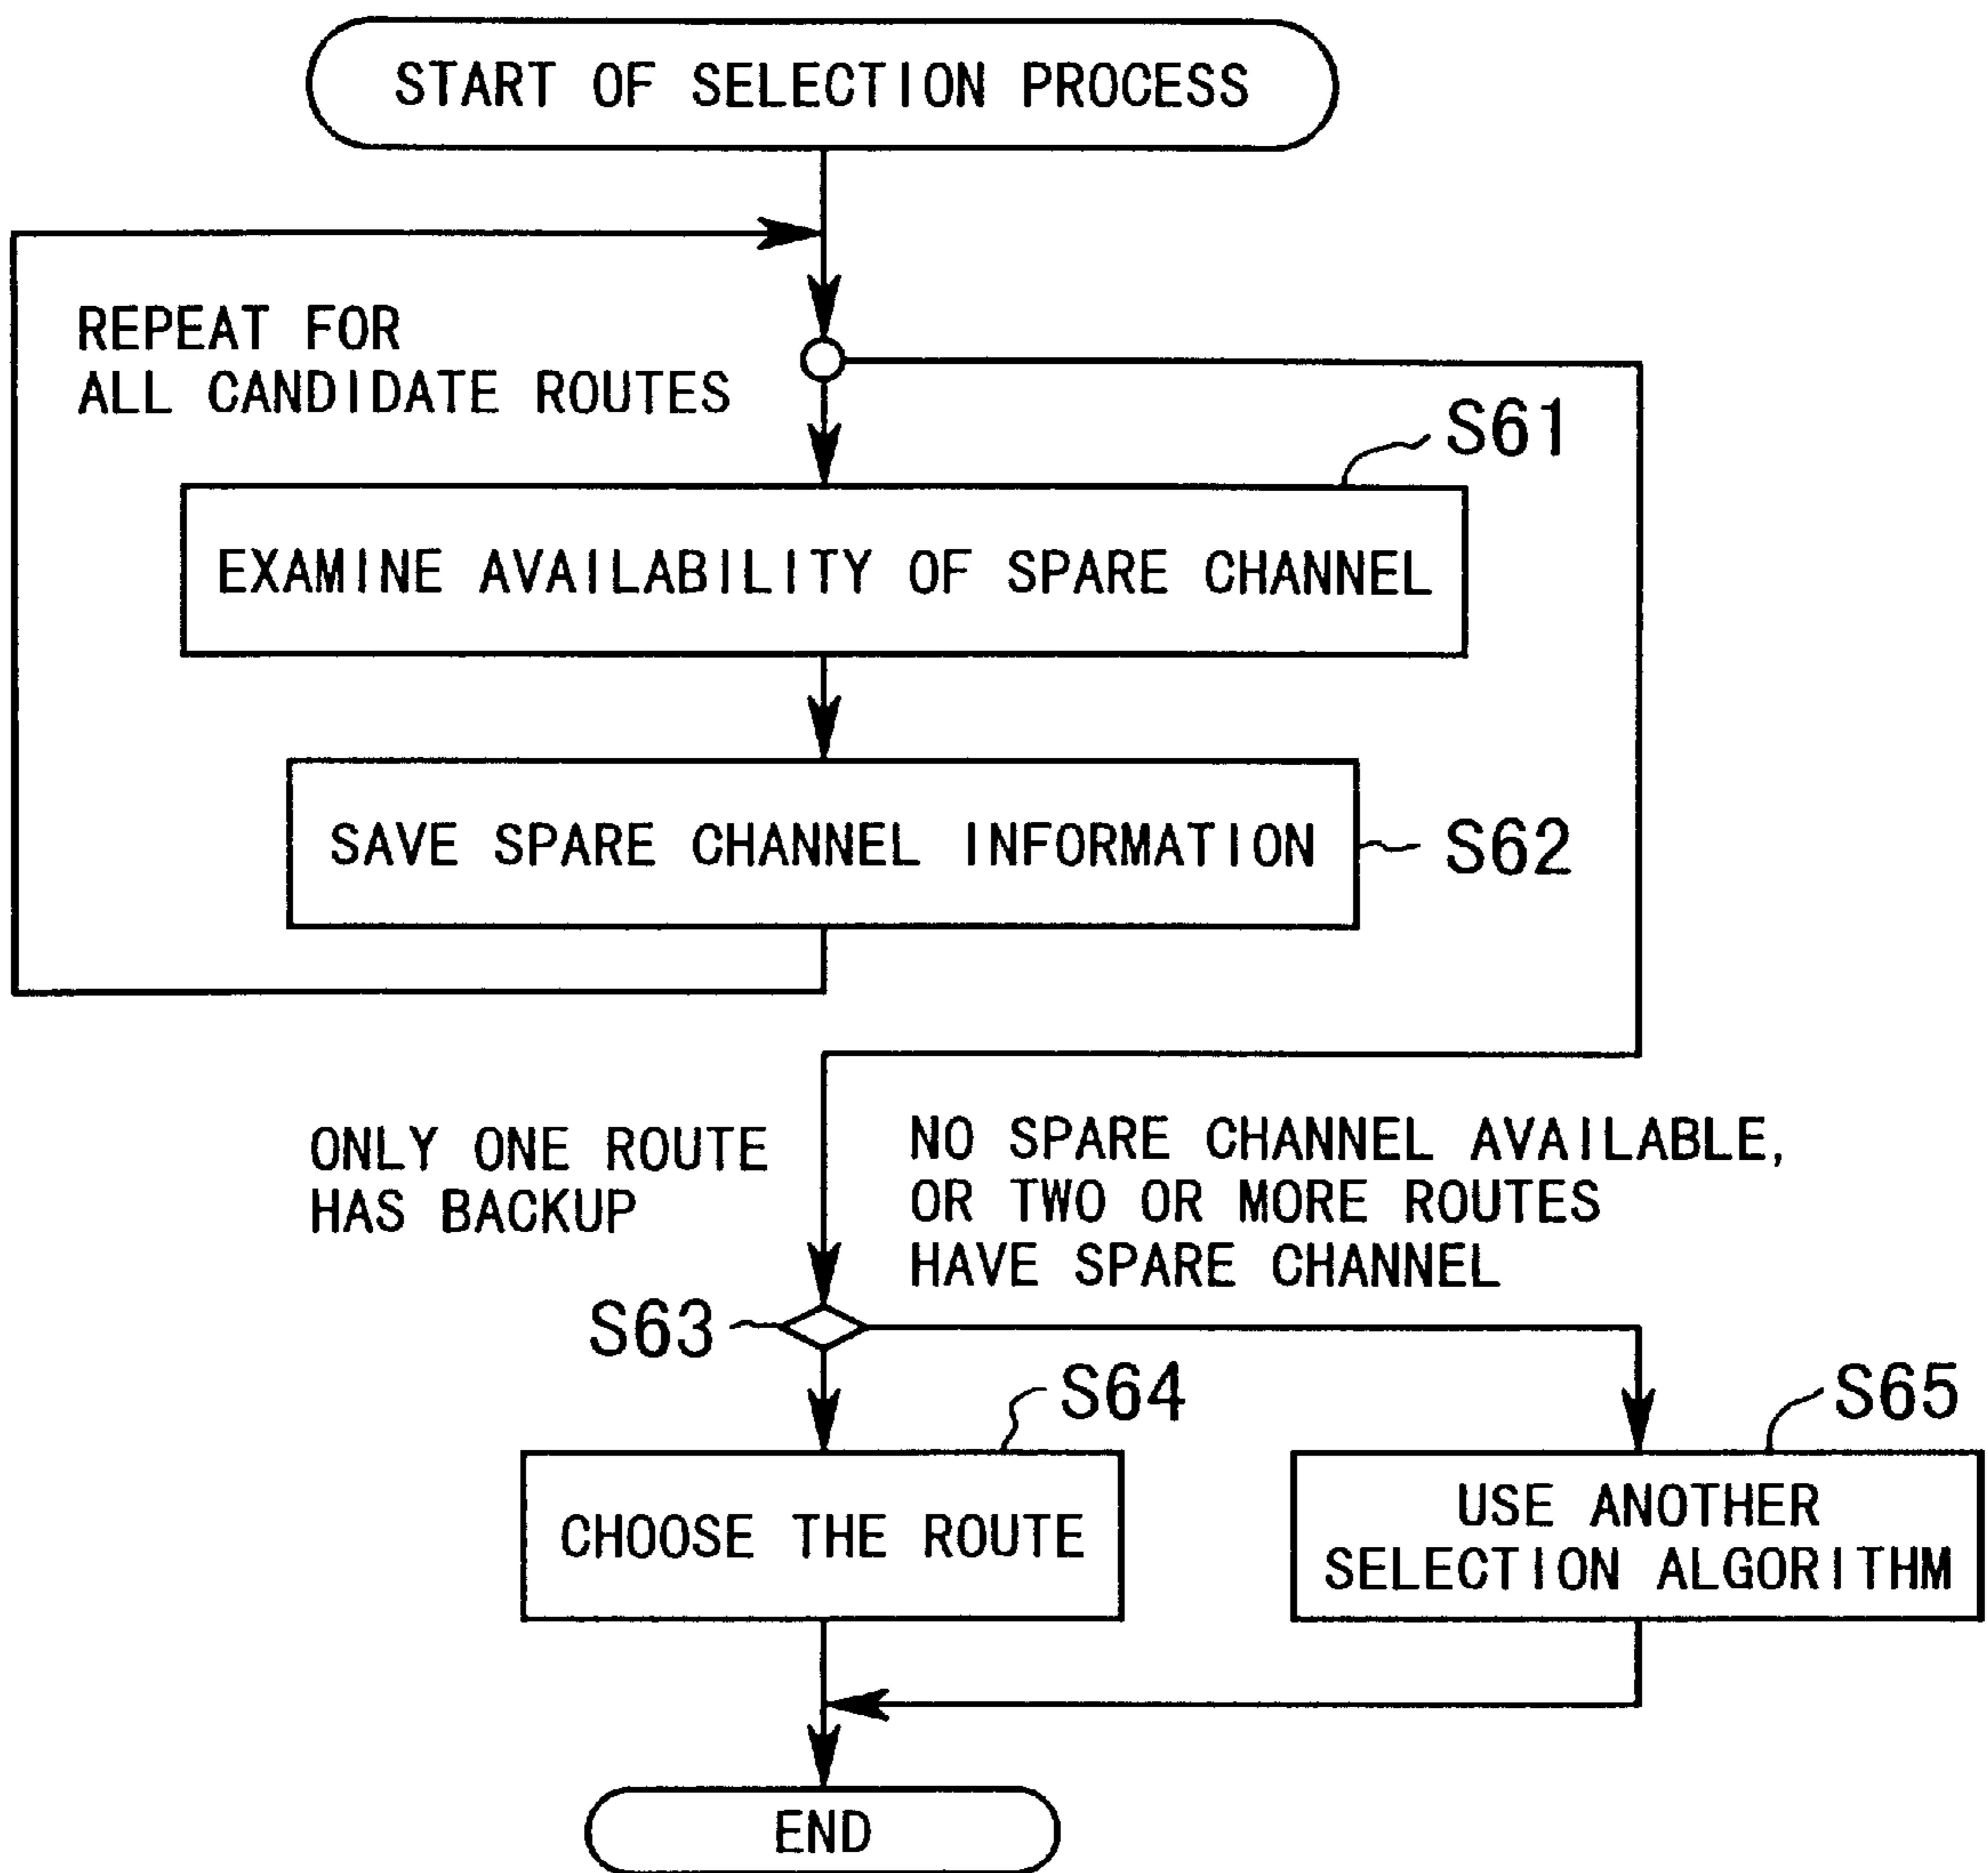 START OF SELECTION PROCESS
REPEAT FOR
ALL CANDIDATE ROUTES
S61
EXAMINE AVAILABILITY OF SPARE CHANNEL
SAVE SPARE CHANNEL INFORMATION
S62
ONLY ONE ROUTE
HAS BACKUP
NO SPARE CHANNEL AVAILABLE,
OR TWO OR MORE ROUTES
HAVE SPARE CHANNEL
S63
S64
S65
CHOOSE THE ROUTE
USE ANOTHER
SELECTION ALGORITHM
END